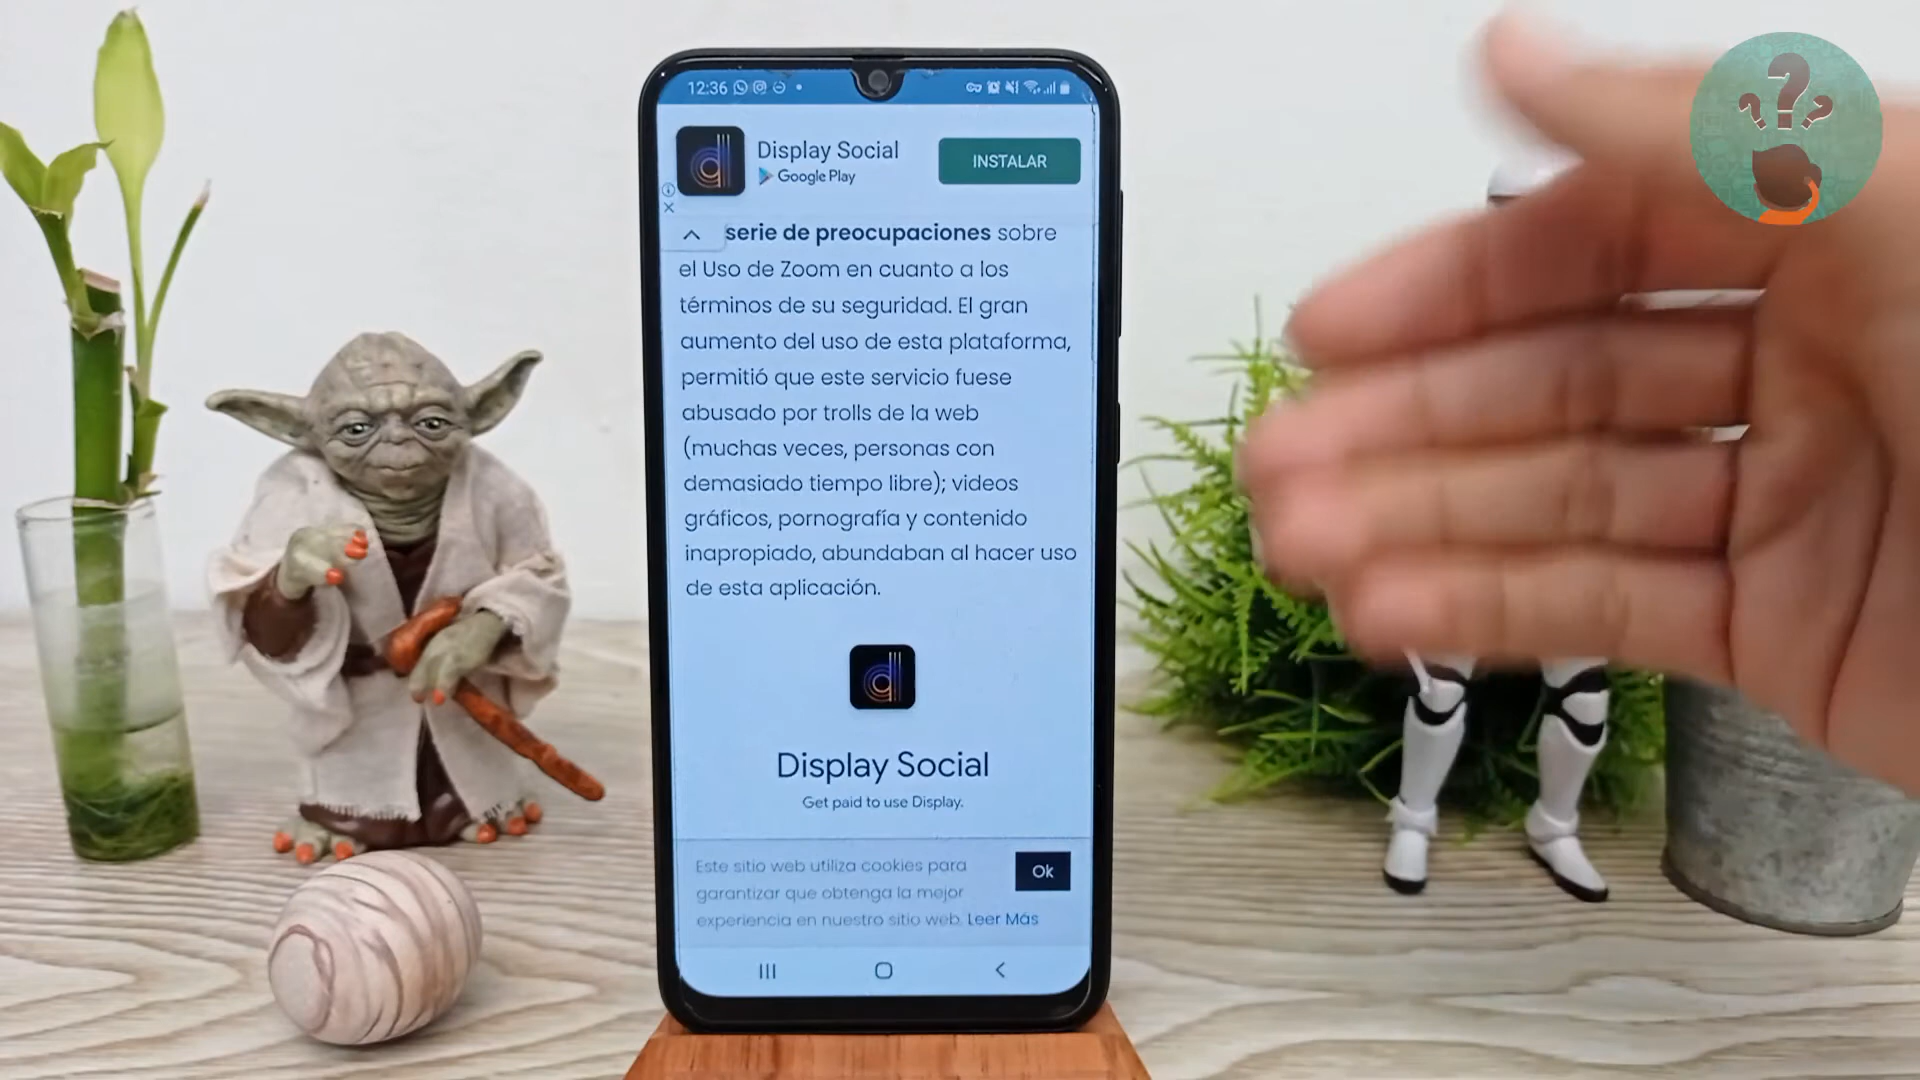 12:36
Display Social
Google Play
INSTALAR
serie de preocupaciones sobre
el Uso de Zoom en cuanto a los
términos de su seguridad. El gran
aumento del uso de esta plataforma,
permitió que este servicio fuese
abusado por trolls de la web
(muchas veces, personas con
demasiado tiempo libre); videos
gráficos, pornografía y contenido
inapropiado, abundaban al hacer uso
de esta aplicación.
Display Social
Get paid to use Display.
Este sitio web utiliza cookies para
garantizar que obtenga la mejor
experiencia en nuestro sitio web. Leer Más
Ok